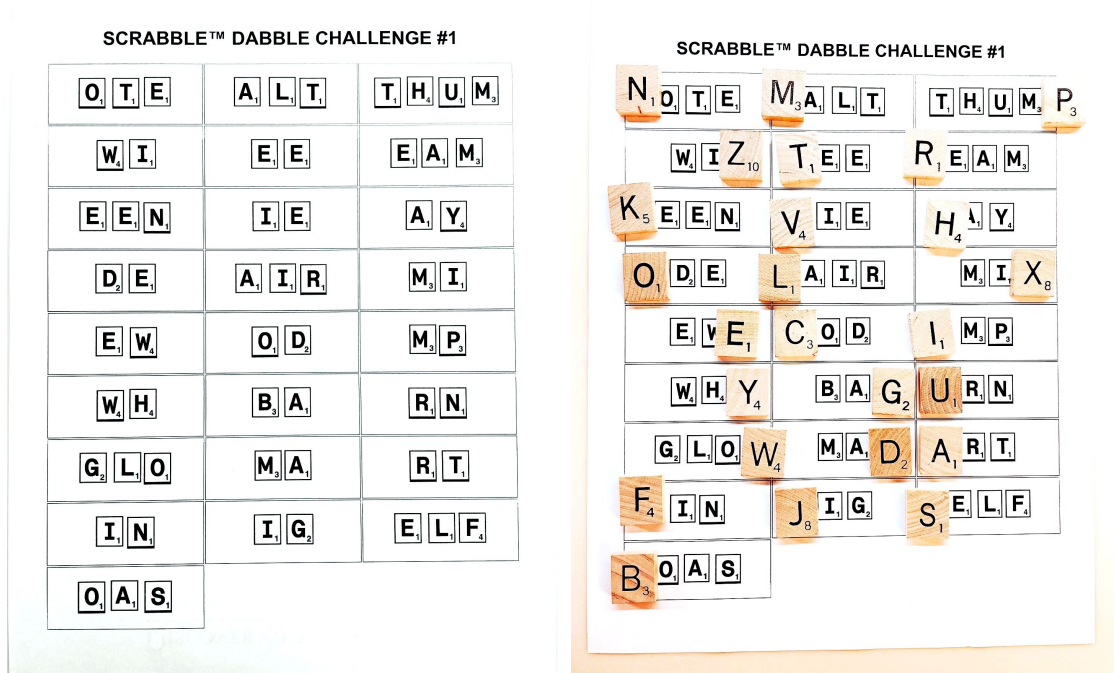 SCRABBLE™ DABBLE CHALLENGE #1
OTE ALT THUM
WI EE EAM
EEN IE AY
DE AIR MI
EW OD MP
WH BA RN
GLO MA RT
IN IG ELF
OAS
SCRABBLE™ DABBLE CHALLENGE #1
NOTE MALT THUMP
WIZ TEE REAM
KEEN VIE HAY
ODE LAIR MIX
EWE COD IMP
WHY BAG URN
GLOW MAD ART
FIN JIG SELF
BOAS